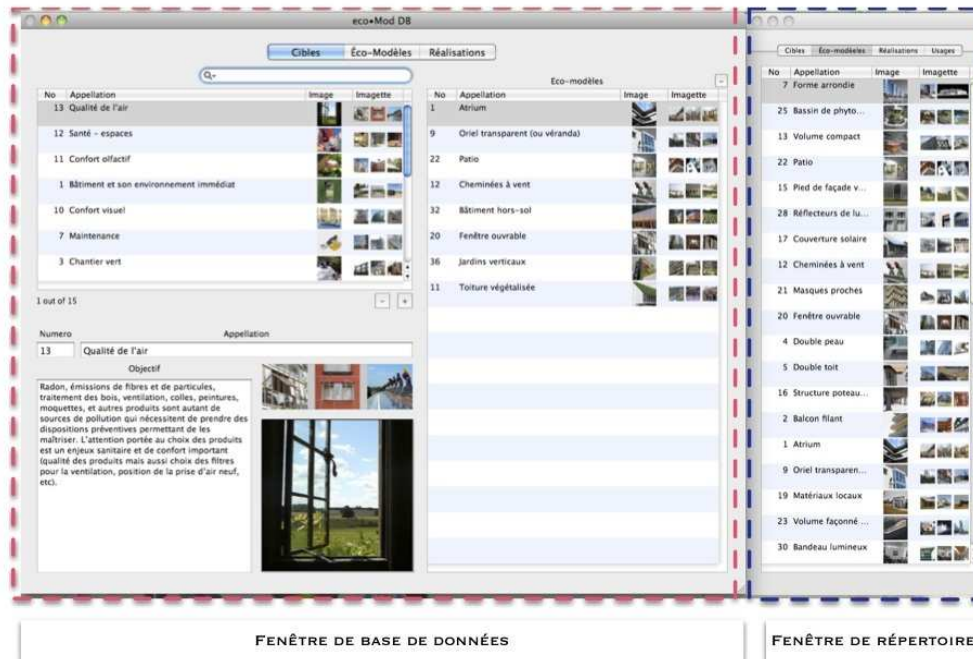 eco•Mod DB
Cibles Éco-Modèles Réalisations
No Appellation Image Imagette
13 Qualité de l'air
12 Santé - espaces
11 Confort olfactif
1 Bâtiment et son environnement immédiat
10 Confort visuel
7 Maintenance
3 Chantier vert
1 out of 15
- +
Numero Appellation
13 Qualité de l'air
Objectif
Radon, émissions de fibres et de particules,
traitement des bois, ventilation, colles, peintures,
moquettes, et autres produits sont autant de
sources de pollution qui nécessitent de prendre des
dispositions préventives permettant de les
maîtriser. L'attention portée au choix des produits
est un enjeux sanitaire et de confort important
(qualité des produits mais aussi choix des filtres
pour la ventilation, position de la prise d'air neuf,
etc).
Eco-modèles
-
No Appellation Image Imagette
1 Atrium
9 Oriel transparent (ou véranda)
22 Patio
12 Cheminées à vent
32 Bâtiment hors-sol
20 Fenêtre ouvrable
36 Jardins verticaux
11 Toiture végétalisée
Cibles Éco-modèles Réalisations Usages
No Appellation Image Imagette
7 Forme arrondie
25 Bassin de phyto...
13 Volume compact
22 Patio
15 Pied de façade v...
28 Réflecteurs de lu...
17 Couverture solaire
12 Cheminées à vent
21 Masques proches
20 Fenêtre ouvrable
4 Double peau
5 Double toit
16 Structure poteau...
2 Balcon filant
1 Atrium
9 Oriel transparen...
19 Matériaux locaux
23 Volume façonné ...
30 Bandeau lumineux
FENÊTRE DE BASE DE DONNÉES
FENÊTRE DE RÉPERTOIRE